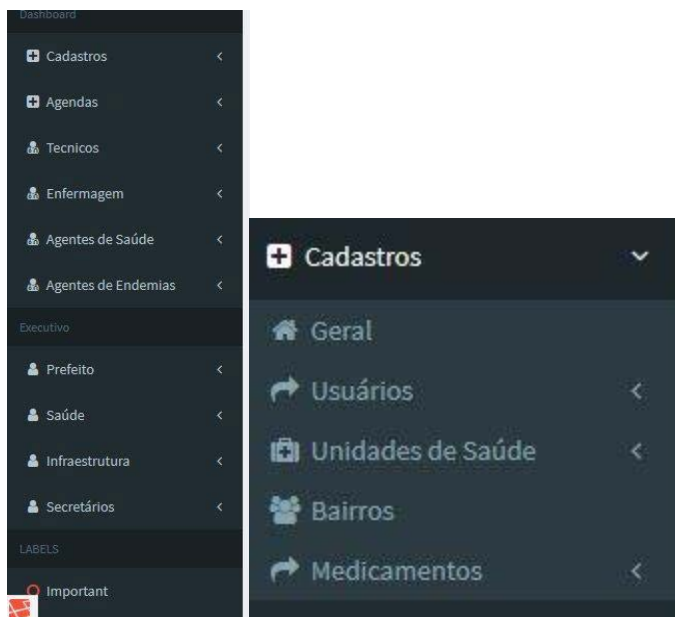 Dashboard
Cadastros
Agendas
Tecnicos
Enfermagem
Agentes de Saúde
Agentes de Endemias
Executivo
Prefeito
Saúde
Infraestrutura
Secretários
LABELS
Important
Cadastros
Geral
Usuários
Unidades de Saúde
Bairros
Medicamentos